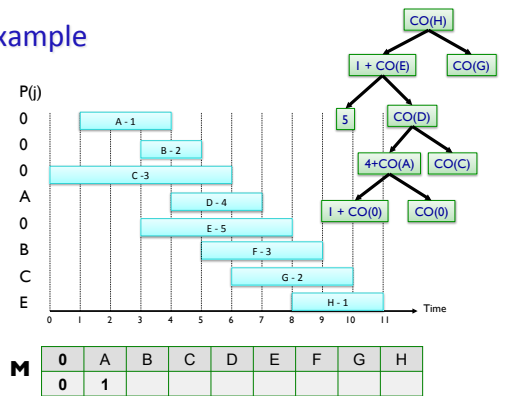 xample
CO(H)
1 + CO(E)
CO(G)
5
CO(D)
4+CO(A)
CO(C)
1 + CO(0)
CO(0)
P(j)
0
A - 1
0
B - 2
0
C -3
A
D - 4
0
E - 5
B
F - 3
C
G - 2
E
H - 1
Time
0 1 2 3 4 5 6 7 8 9 10 11
M
0 A B C D E F G H
0 1